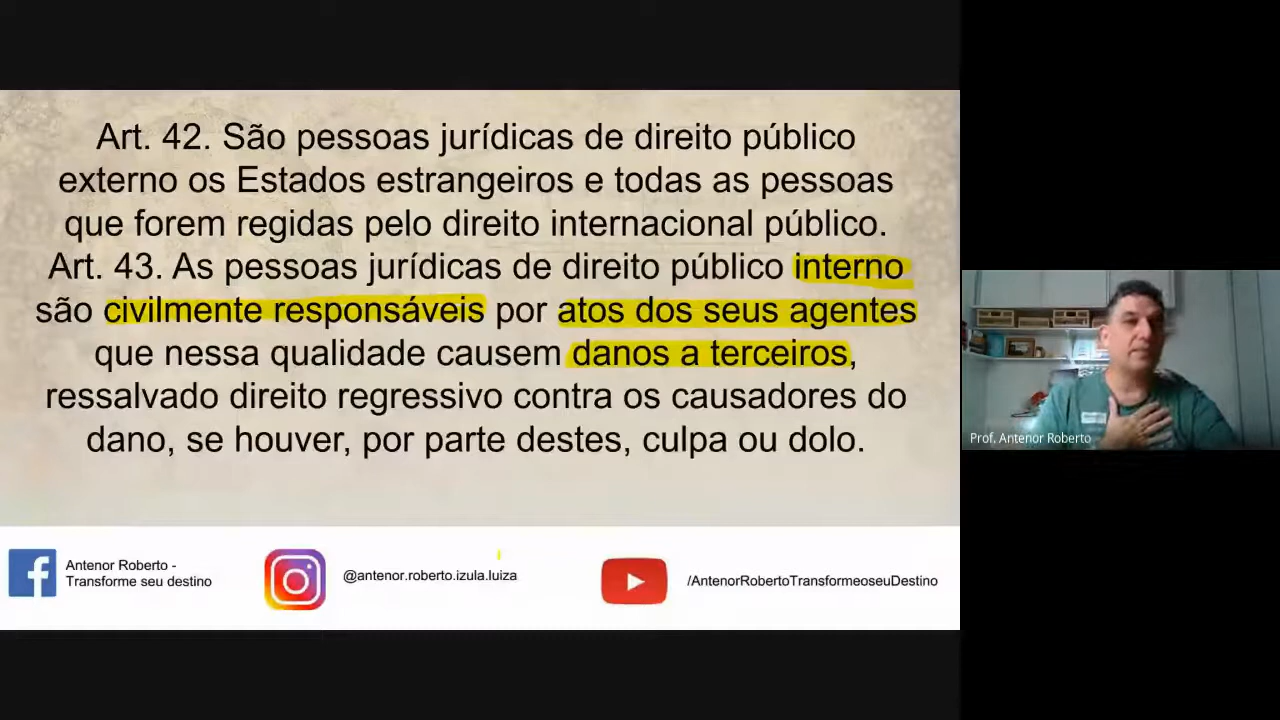 Art. 42. São pessoas jurídicas de direito público
externo os Estados estrangeiros e todas as pessoas
que forem regidas pelo direito internacional público.
Art. 43. As pessoas jurídicas de direito público interno
são civilmente responsáveis por atos dos seus agentes
que nessa qualidade causem danos a terceiros,
ressalvado direito regressivo contra os causadores do
dano, se houver, por parte destes, culpa ou dolo.
Prof. Antenor Roberto
Antenor Roberto -
Transforme seu destino
@antenor.roberto.izula.luiza
/AntenorRobertoTransformeoseuDestino